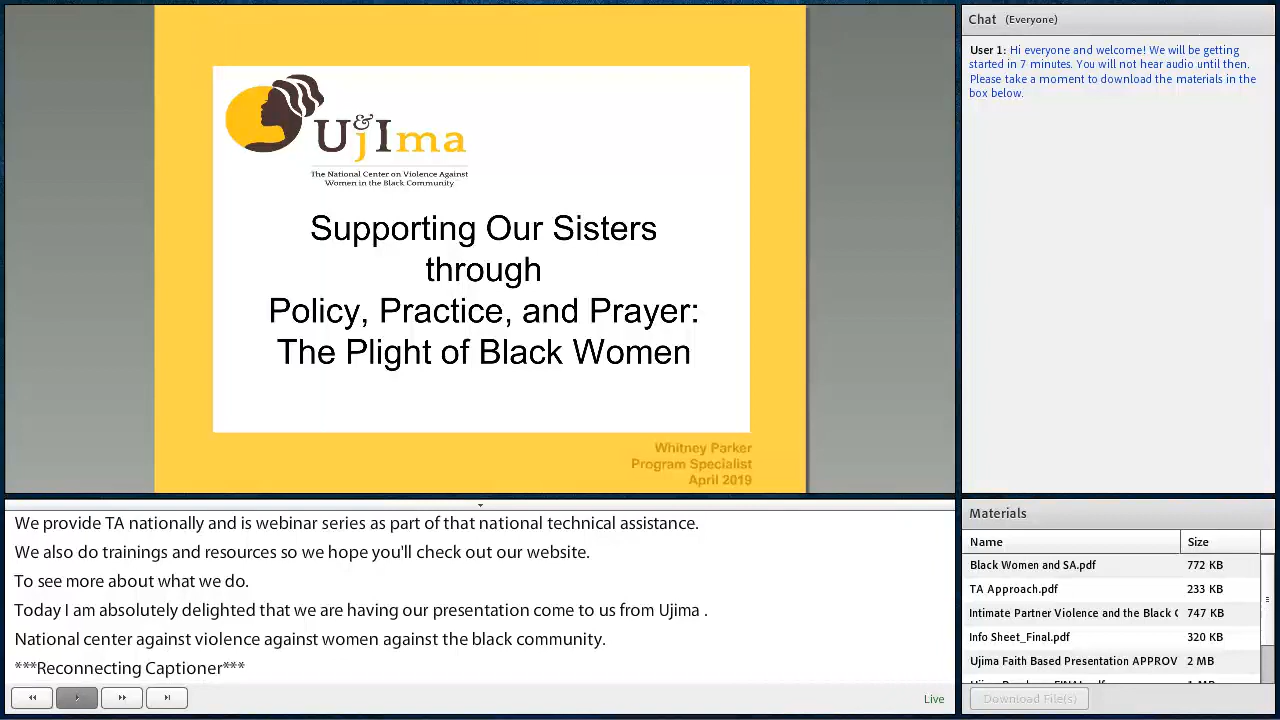 U&jIma
The National Center on Violence Against
Women in the Black Community
Supporting Our Sisters
through
Policy, Practice, and Prayer:
The Plight of Black Women
Whitney Parker
Program Specialist
April 2019
We provide TA nationally and is webinar series as part of that national technical assistance.
We also do trainings and resources so we hope you'll check out our website.
To see more about what we do.
Today I am absolutely delighted that we are having our presentation come to us from Ujima .
National center against violence against women against the black community.
***Reconnecting Captioner***
Live
Chat (Everyone)
User 1: Hi everyone and welcome! We will be getting
started in 7 minutes. You will not hear audio until then.
Please take a moment to download the materials in the
box below.
Materials
Name Size
Black Women and SA.pdf 772 KB
TA Approach.pdf 233 KB
Intimate Partner Violence and the Black 747 KB
Info Sheet_Final.pdf 320 KB
Ujima Faith Based Presentation APPROV 2 MB
Download File(s)